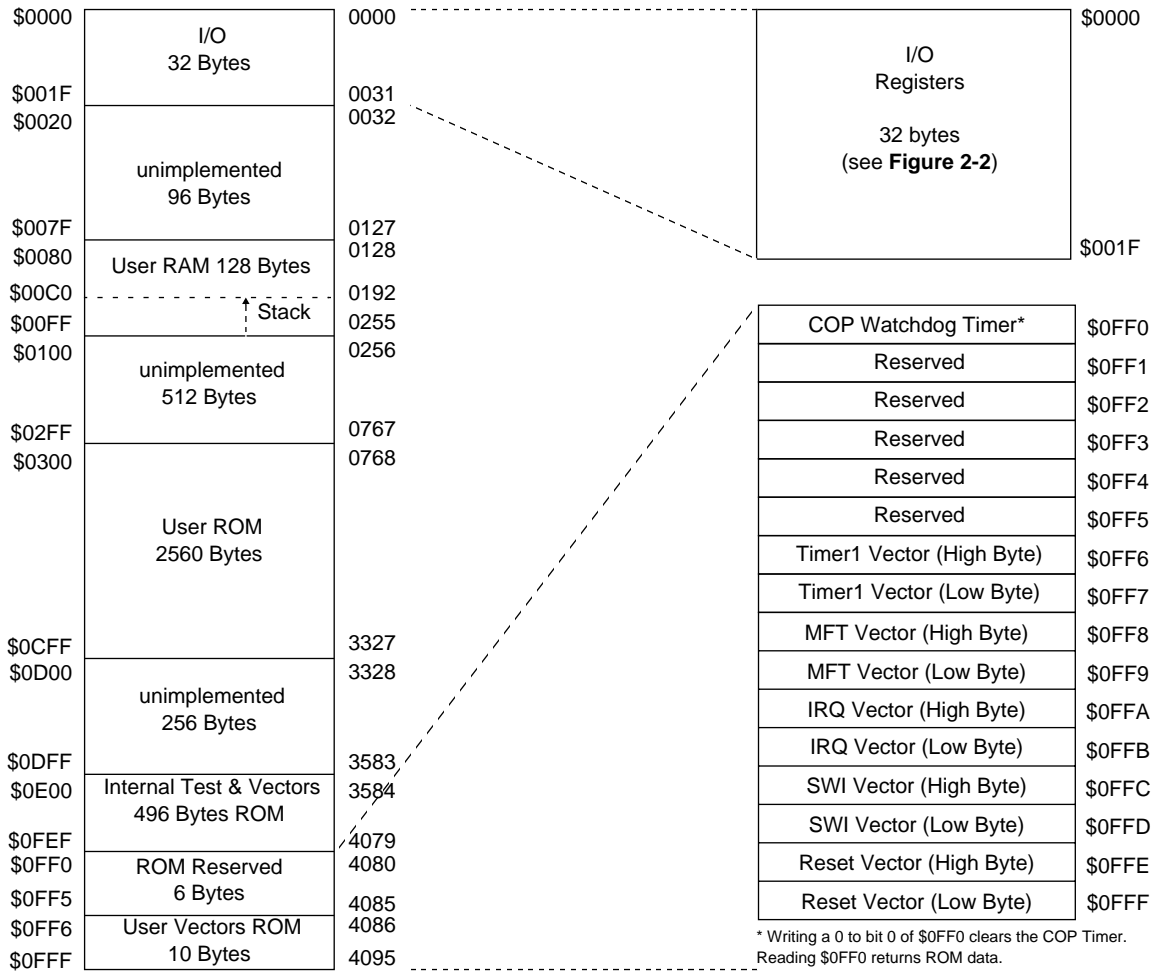 $0000
I/O
32 Bytes
0000
$001F
0031
$0020
0032
unimplemented
96 Bytes
$007F
0127
$0080
0128
User RAM 128 Bytes
$00C0
0192
Stack
$00FF
0255
$0100
0256
unimplemented
512 Bytes
$02FF
0767
$0300
0768
User ROM
2560 Bytes
$0CFF
3327
$0D00
3328
unimplemented
256 Bytes
$0DFF
3583
$0E00
Internal Test & Vectors
3584
496 Bytes ROM
$0FEF
4079
$0FF0
4080
ROM Reserved
6 Bytes
$0FF5
4085
$0FF6
User Vectors ROM
4086
10 Bytes
$0FFF
4095
$0000
I/O
Registers
32 bytes
(see Figure 2-2)
$001F
COP Watchdog Timer* $0FF0
Reserved $0FF1
Reserved $0FF2
Reserved $0FF3
Reserved $0FF4
Reserved $0FF5
Timer1 Vector (High Byte) $0FF6
Timer1 Vector (Low Byte) $0FF7
MFT Vector (High Byte) $0FF8
MFT Vector (Low Byte) $0FF9
IRQ Vector (High Byte) $0FFA
IRQ Vector (Low Byte) $0FFB
SWI Vector (High Byte) $0FFC
SWI Vector (Low Byte) $0FFD
Reset Vector (High Byte) $0FFE
Reset Vector (Low Byte) $0FFF
* Writing a 0 to bit 0 of $0FF0 clears the COP Timer.
Reading $0FF0 returns ROM data.